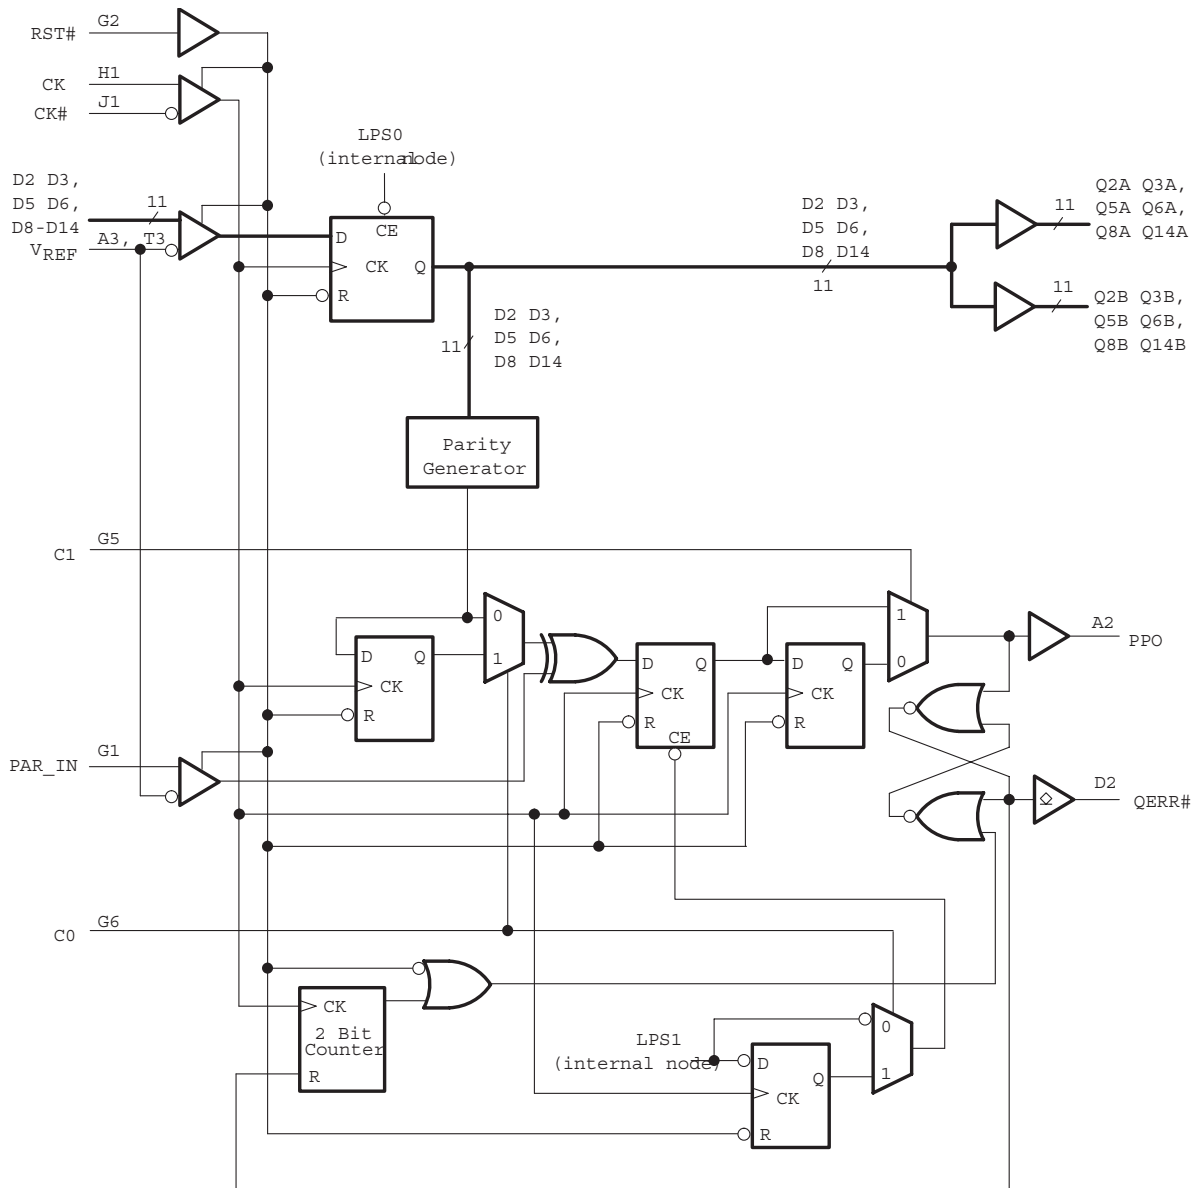 RST# G2
CK H1
CK# J1
LPS0
(internal node)
D2 D3,
D5 D6,
D8-D14
11
VREF A3, T3
D
CE
CK
Q
R
D2 D3,
D5 D6,
D8 D14
11
11
Q2A Q3A,
Q5A Q6A,
Q8A Q14A
11
Q2B Q3B,
Q5B Q6B,
Q8B Q14B
11
D2 D3,
D5 D6,
D8 D14
Parity
Generator
C1 G5
0
1
D
Q
CK
R
D
Q
CK
R
CE
D
Q
CK
R
1
0
A2
PPO
PAR_IN G1
D2
QERR#
C0 G6
CK
2 Bit
Counter
R
LPS1
(internal node)
D
Q
CK
R
0
1